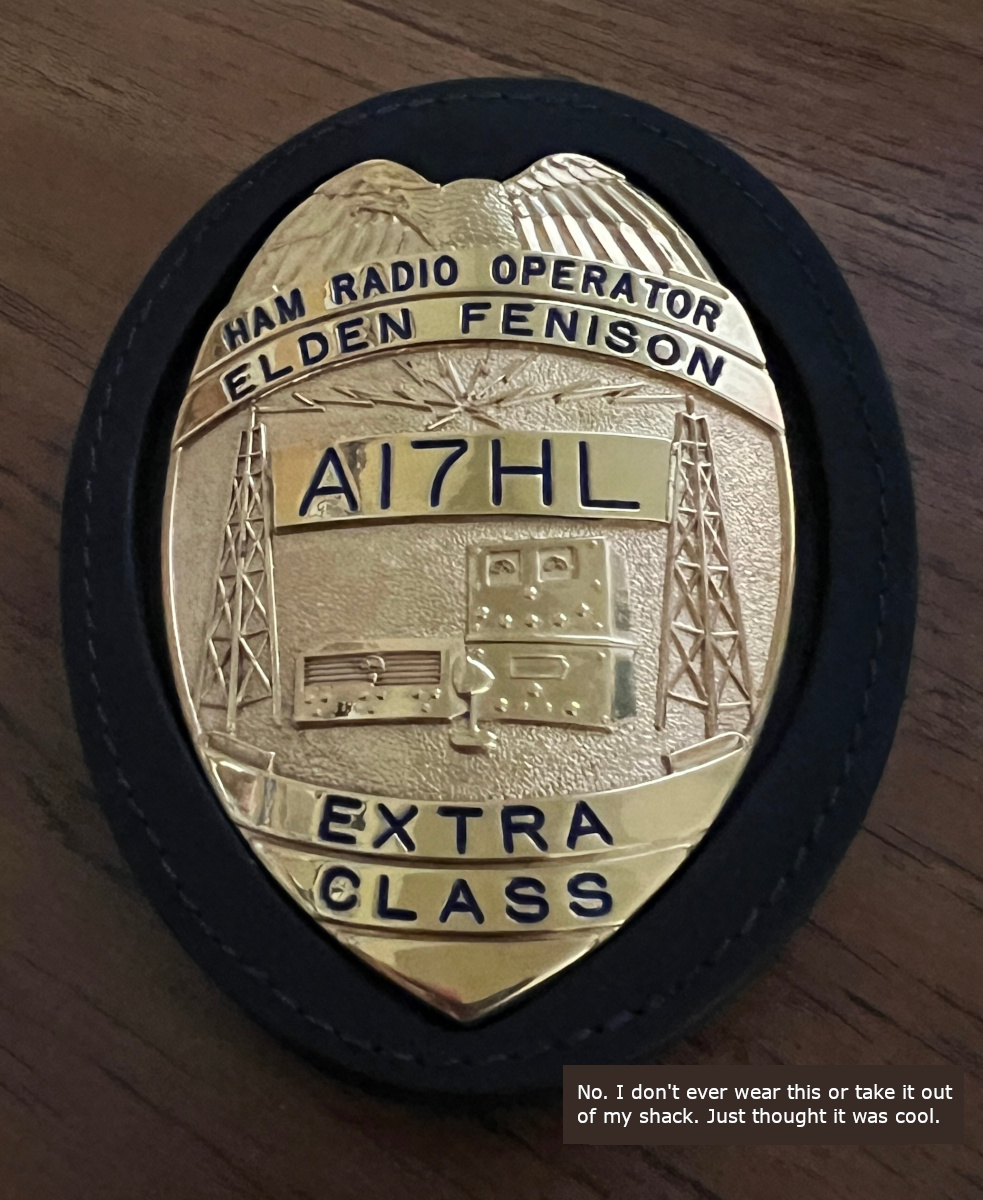 HAM RADIO OPERATOR
ELDEN FENISON
AI7HL
EXTRA
CLASS
No. I don't ever wear this or take it out
of my shack. Just thought it was cool.